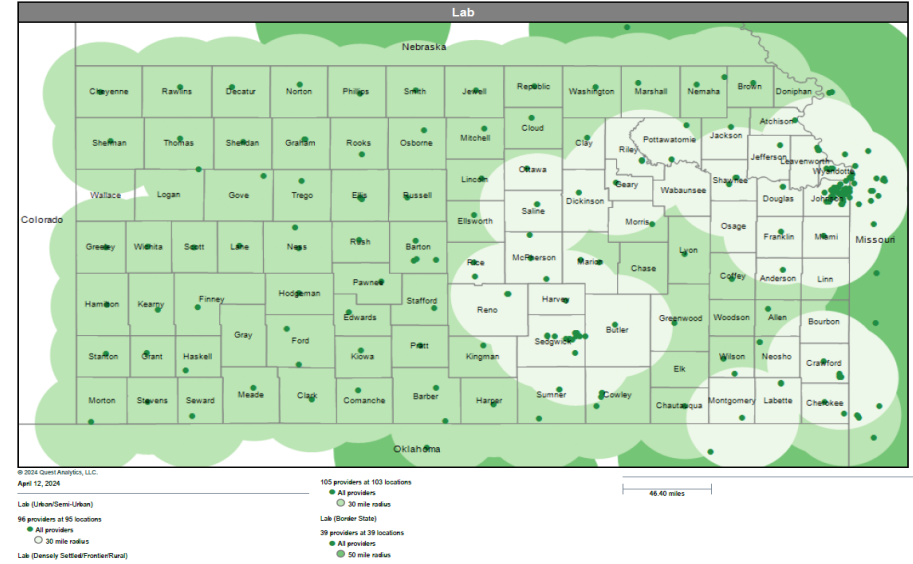 Lab
Nebraska
Cheyenne Rawlins Decatur Norton Phillips Smith Jewell Republic Washington Marshall Nemaha Brown Doniphan
Atchison
Sherman Thomas Sheridan Graham Rooks Osborne Mitchell Cloud Clay Riley Pottawatomie Jackson
Jefferson Leavenworth
Wyandotte
Wallace Logan Gove Trego Ellis Russell Lincoln Ottawa Geary Wabaunsee Shawnee
Douglas Johnson
Saline Dickinson
Colorado
Ellsworth Morris Osage
Franklin Miami Missouri
Greeley Wichita Scott Lane Ness Rush Barton Rice McPherson Marion Chase Lyon
Coffey Anderson Linn
Hamilton Kearny Finney Hodgeman Pawnee Stafford Reno Harvey
Edwards
Gray Ford Sedgwick Butler Greenwood Woodson Allen Bourbon
Stanton Grant Haskell Kiowa Pratt Kingman Elk Wilson Neosho Crawford
Morton Stevens Seward Meade Clark Comanche Barber Harper Sumner Cowley Chautauqua Montgomery Labette Cherokee
Oklahoma
© 2024 Quest Analytics, LLC.
April 12, 2024
Lab (Urban/Semi-Urban)
96 providers at 95 locations
All providers
30 mile radius
Lab (Densely Settled/Frontier/Rural)
105 providers at 103 locations
All providers
30 mile radius
Lab (Border State)
39 providers at 39 locations
All providers
50 mile radius
46.40 miles